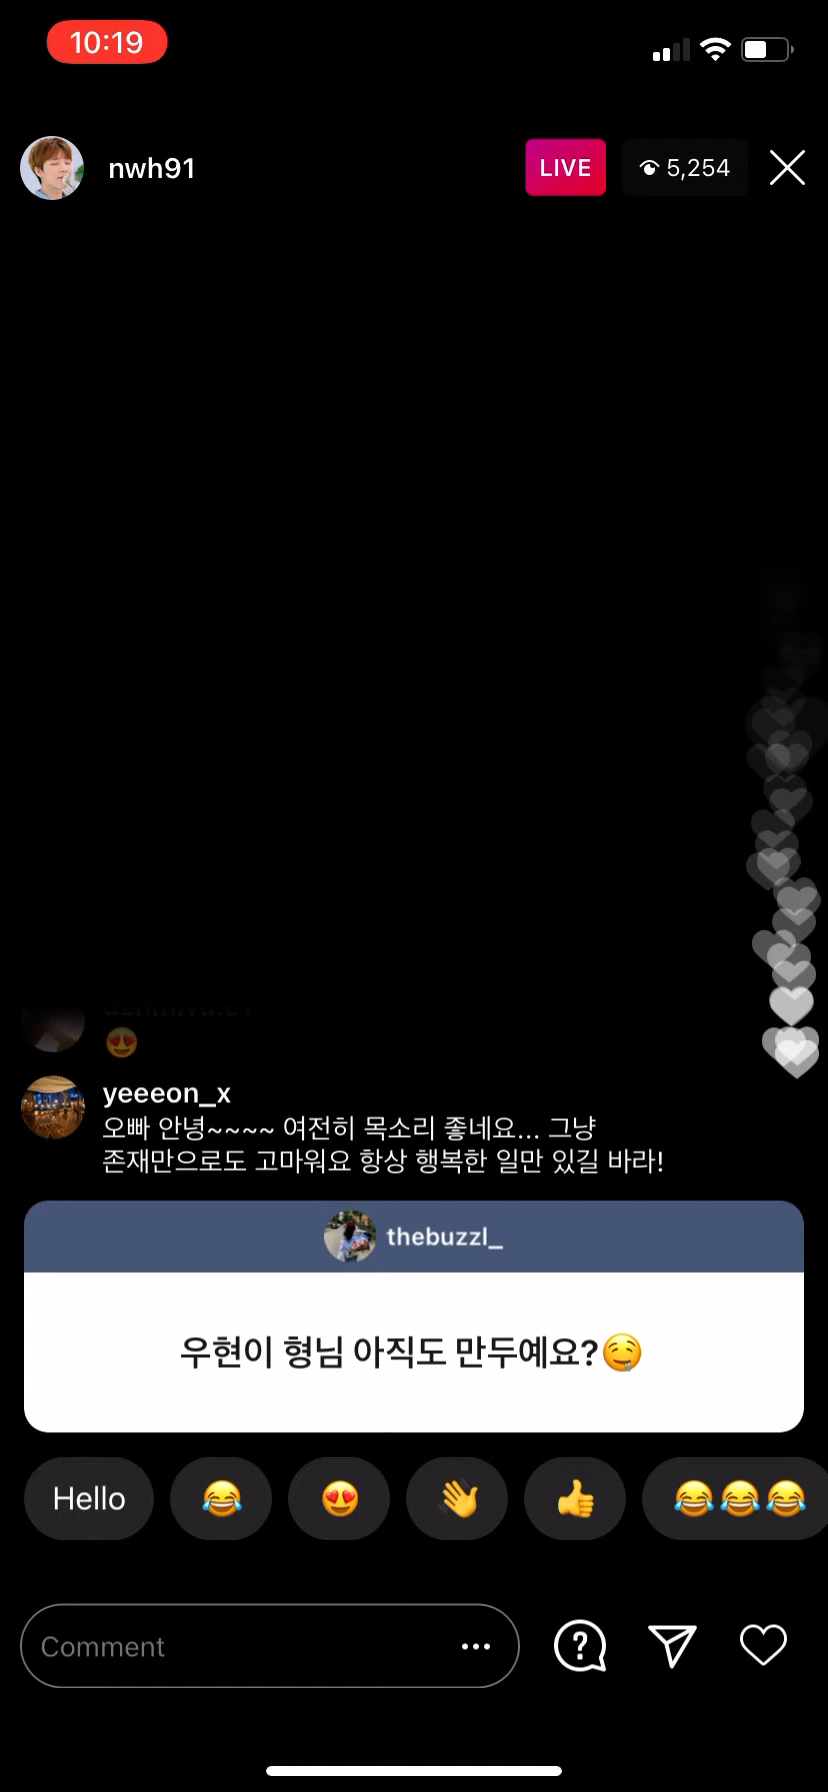 10:19
nwh91
LIVE
5,254
😍
yeeeon_x
오빠 안녕~~~~ 여전히 목소리 좋네요... 그냥
존재만으로도 고마워요 항상 행복한 일만 있길 바라!
thebuzzl_
우현이 형님 아직도 만두예요?🤤
Hello 😂 😍 👋 👍 😂😂😂
Comment